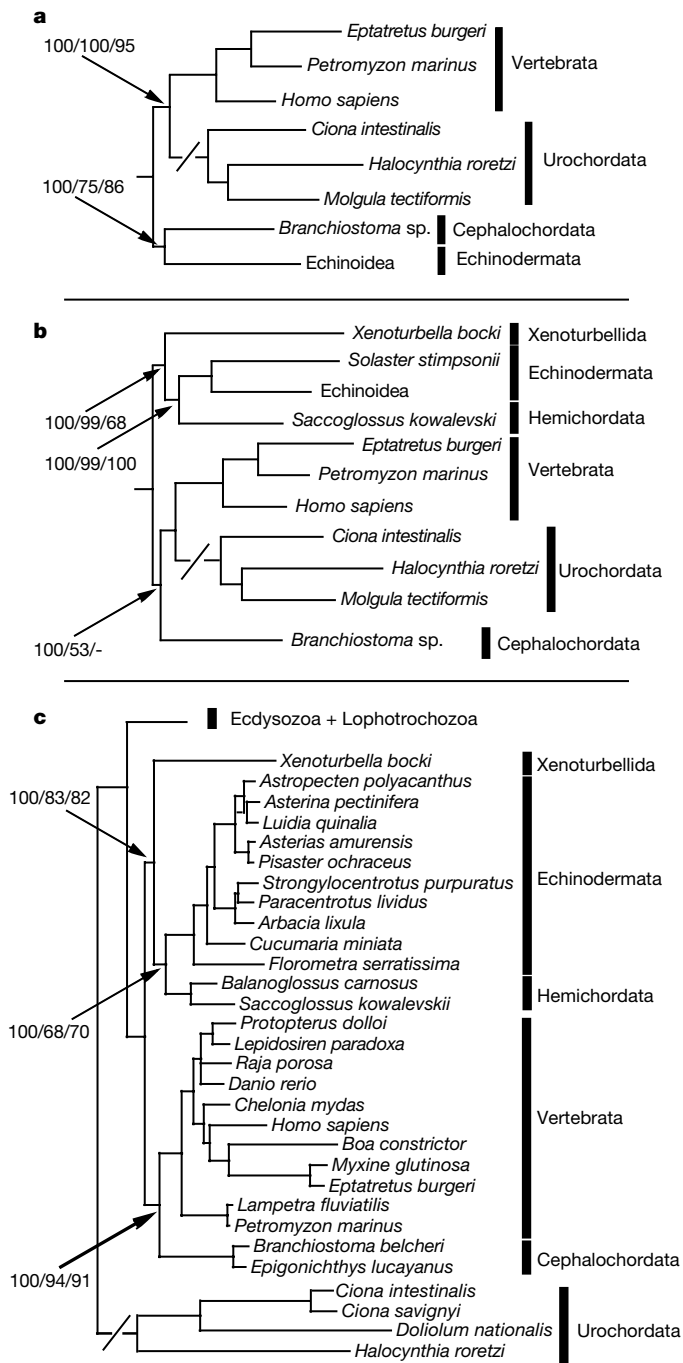 a
100/100/95
Eptatretus burgeri
Petromyzon marinus
Homo sapiens
Vertebrata
Ciona intestinalis
Halocynthia roretzi
Molgula tectiformis
Urochordata
100/75/86
Branchiostoma sp.
Cephalochordata
Echinoidea
Echinodermata
b
Xenoturbella bocki
Xenoturbellida
Solaster stimpsonii
Echinoidea
Echinodermata
100/99/68
Saccoglossus kowalevski
Hemichordata
100/99/100
Eptatretus burgeri
Petromyzon marinus
Homo sapiens
Vertebrata
Ciona intestinalis
Halocynthia roretzi
Molgula tectiformis
Urochordata
100/53/-
Branchiostoma sp.
Cephalochordata
c
Ecdysozoa + Lophotrochozoa
Xenoturbella bocki
Xenoturbellida
100/83/82
Astropecten polyacanthus
Asterina pectinifera
Luidia quinalia
Asterias amurensis
Pisaster ochraceus
Strongylocentrotus purpuratus
Paracentrotus lividus
Arbacia lixula
Cucumaria miniata
Florometra serratissima
Echinodermata
Balanoglossus carnosus
Saccoglossus kowalevskii
Hemichordata
100/68/70
Protopterus dolloi
Lepidosiren paradoxa
Raja porosa
Danio rerio
Chelonia mydas
Homo sapiens
Boa constrictor
Myxine glutinosa
Eptatretus burgeri
Lampetra fluviatilis
Petromyzon marinus
Vertebrata
100/94/91
Branchiostoma belcheri
Epigonichthys lucayanus
Cephalochordata
Ciona intestinalis
Ciona savignyi
Doliolum nationalis
Halocynthia roretzi
Urochordata